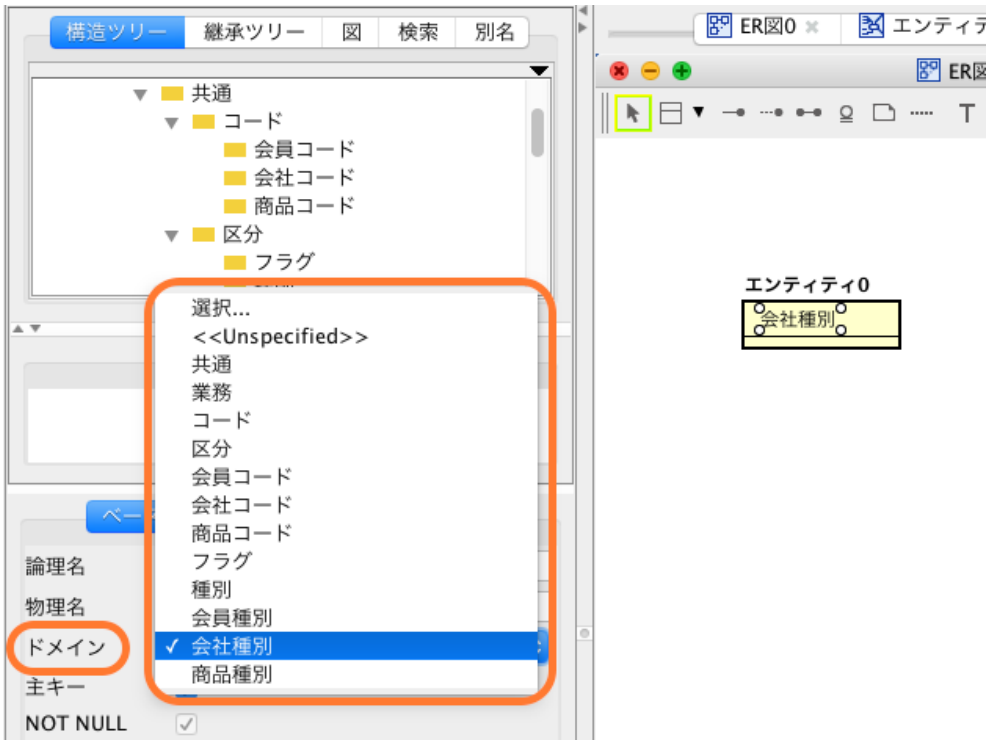 構造ツリー 継承ツリー 図 検索 別名
ER図0 エンティテ
ER図
共通
コード
会員コード
会社コード
商品コード
区分
フラグ
T
エンティティ0
会社種別
選択...
<<Unspecified>>
共通
業務
コード
区分
会員コード
会社コード
商品コード
フラグ
種別
会員種別
✓ 会社種別
商品種別
ベー
論理名
物理名
ドメイン
主キー
NOT NULL